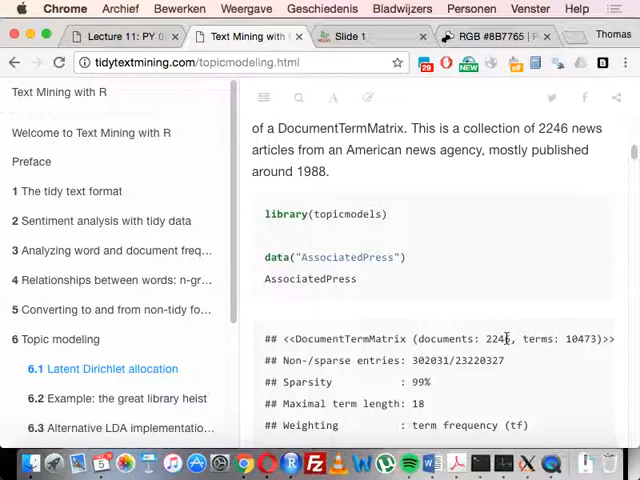 Chrome Archief Bewerken Weergave Geschiedenis Bladwijzers Personen Venster Help
Lecture 11: PY 0
Text Mining with R
Slide 1
RGB #8B7765 | P
Thomas
tidytextmining.com/topicmodeling.html
29
NEW
Text Mining with R
Welcome to Text Mining with R
Preface
1 The tidy text format
2 Sentiment analysis with tidy data
3 Analyzing word and document freq…
4 Relationships between words: n-gr…
5 Converting to and from non-tidy fo…
6 Topic modeling
6.1 Latent Dirichlet allocation
6.2 Example: the great library heist
6.3 Alternative LDA implementatio…
A
of a DocumentTermMatrix. This is a collection of 2246 news
articles from an American news agency, mostly published
around 1988.
library(topicmodels)
data("AssociatedPress")
AssociatedPress
## <<DocumentTermMatrix (documents: 2246, terms: 10473)>>
## Non-/sparse entries: 302031/23220327
## Sparsity : 99%
## Maximal term length: 18
## Weighting : term frequency (tf)
5